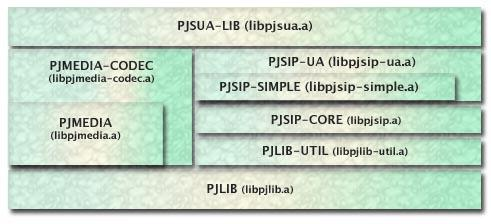 PJSUA-LIB (libpjsua.a)
PJMEDIA-CODEC
(libpjmedia-codec.a)
PJMEDIA
(libpjmedia.a)
PJSIP-UA (libpjsip-ua.a)
PJSIP-SIMPLE (libpjsip-simple.a)
PJSIP-CORE (libpjsip.a)
PJLIB-UTIL (libpjlib-util.a)
PJLIB (libpjlib.a)